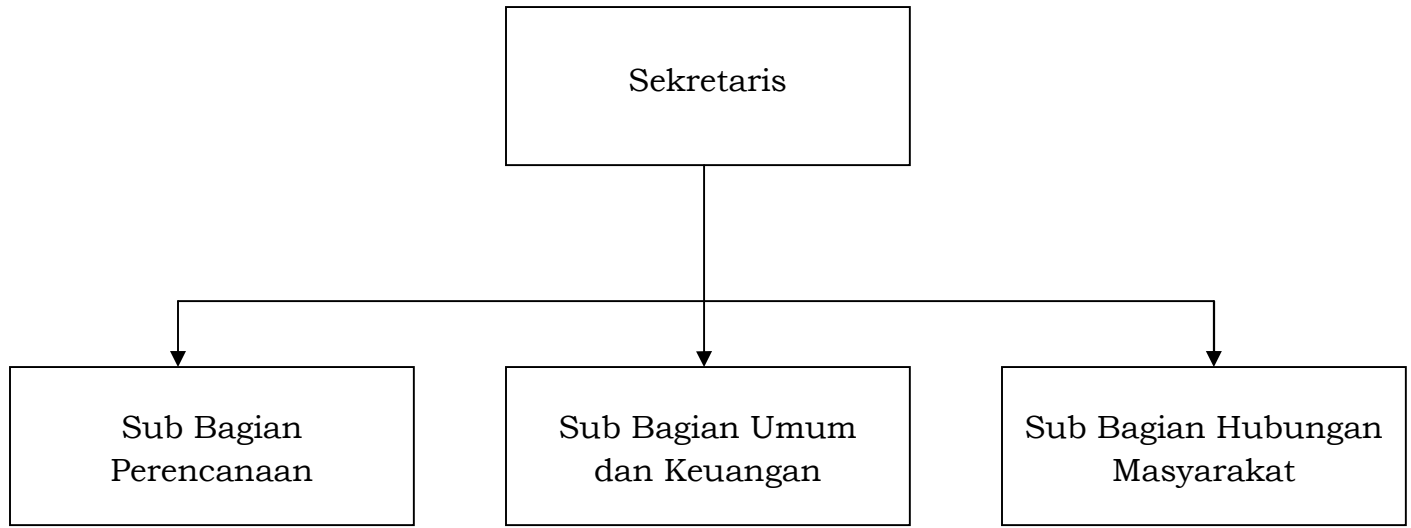 Sekretaris
Sub Bagian
Perencanaan
Sub Bagian Umum
dan Keuangan
Sub Bagian Hubungan
Masyarakat